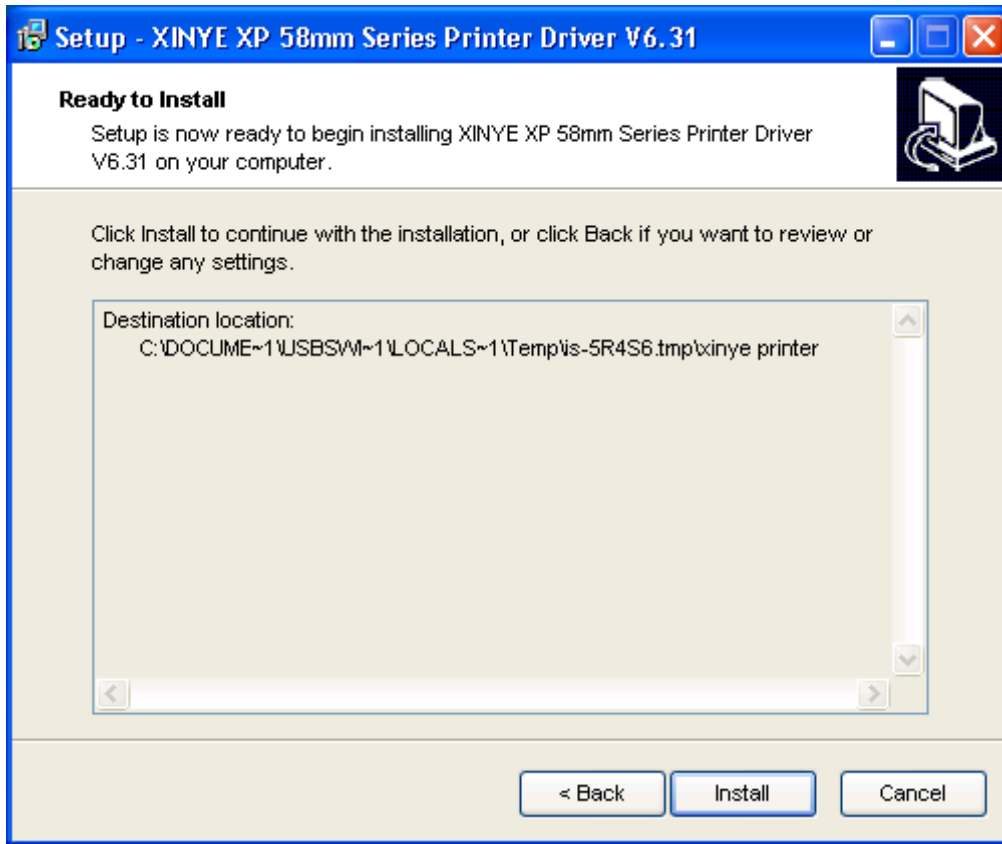 Setup - XINYE XP 58mm Series Printer Driver V6.31
Ready to Install
Setup is now ready to begin installing XINYE XP 58mm Series Printer Driver
V6.31 on your computer.
Click Install to continue with the installation, or click Back if you want to review or
change any settings.
Destination location:
C:\DOCUME~1\USBSWI~1\LOCALS~1\Temp\is-5R4S6.tmp\xinye printer
< Back
Install
Cancel